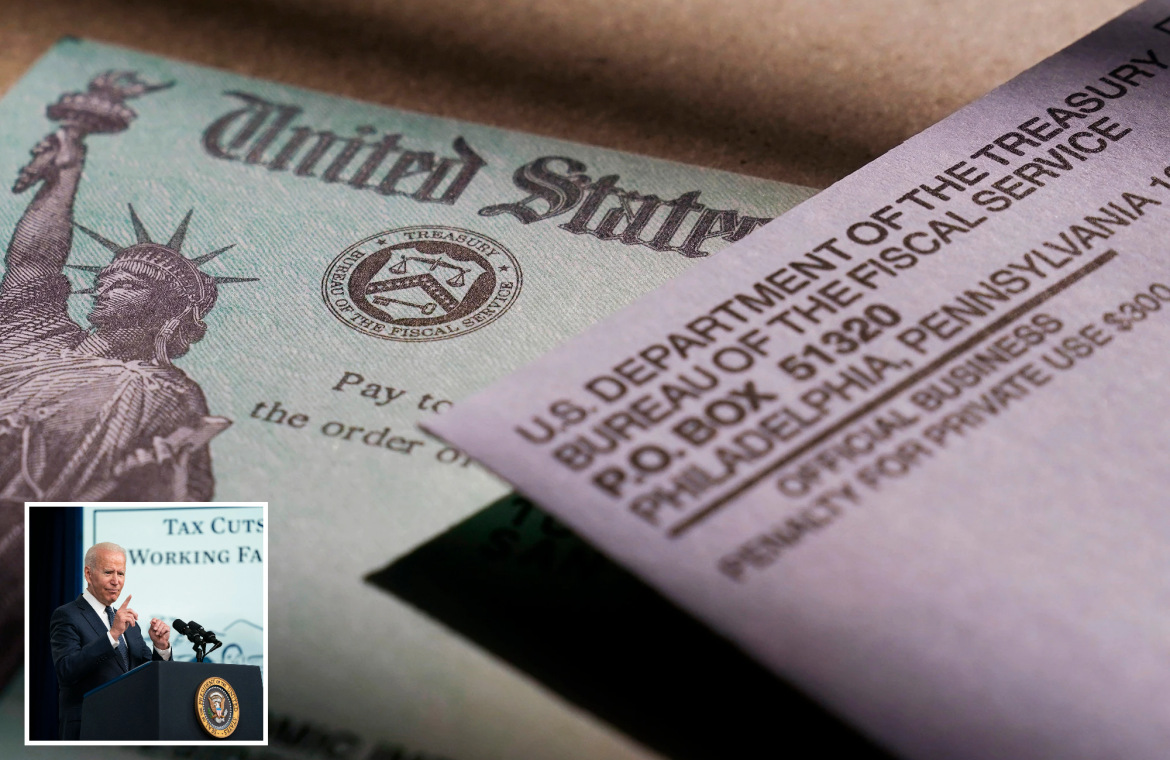 United States
BUREAU OF THE FISCAL SERVICE
TREASURY
Pay to
the order of
U.S. DEPARTMENT OF THE TREASURY
BUREAU OF THE FISCAL SERVICE
P.O. BOX 51320
PHILADELPHIA, PENNSYLVANIA
OFFICIAL BUSINESS
PENALTY FOR PRIVATE USE $300
TAX CUTS
WORKING FA